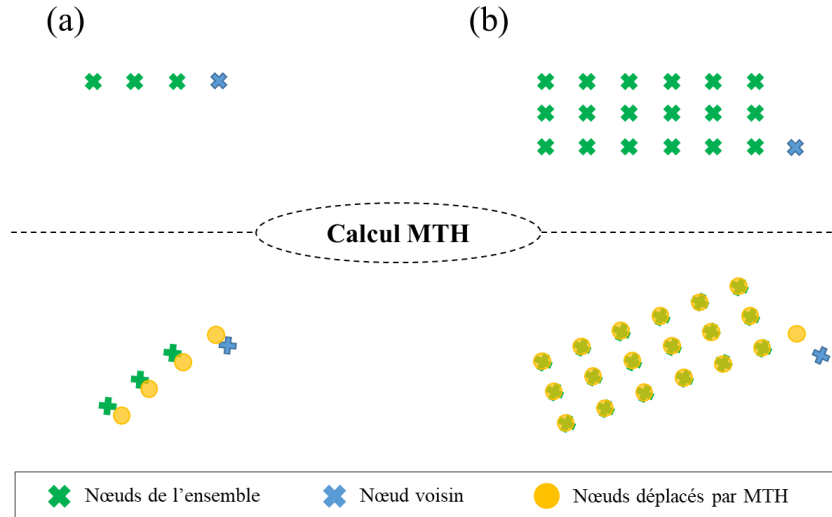 (a)
(b)
Calcul MTH
Nœuds de l’ensemble
Nœud voisin
Nœuds déplacés par MTH